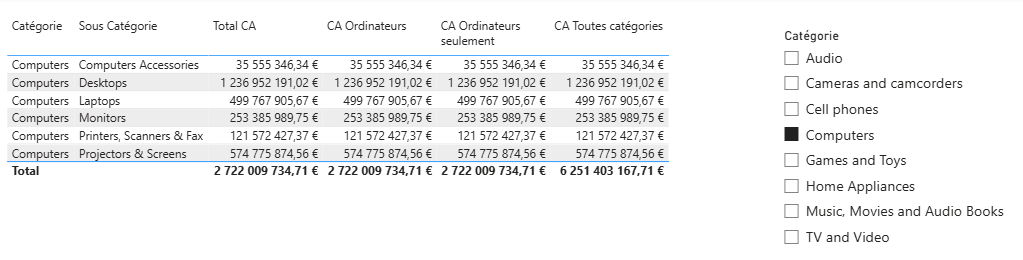 Catégorie Sous Catégorie Total CA CA Ordinateurs CA Ordinateurs seulement CA Toutes catégories
Computers Computers Accessories 35 555 346,34 € 35 555 346,34 € 35 555 346,34 € 35 555 346,34 €
Computers Desktops 1 236 952 191,02 € 1 236 952 191,02 € 1 236 952 191,02 € 1 236 952 191,02 €
Computers Laptops 499 767 905,67 € 499 767 905,67 € 499 767 905,67 € 499 767 905,67 €
Computers Monitors 253 385 989,75 € 253 385 989,75 € 253 385 989,75 € 253 385 989,75 €
Computers Printers, Scanners & Fax 121 572 427,37 € 121 572 427,37 € 121 572 427,37 € 121 572 427,37 €
Computers Projectors & Screens 574 775 874,56 € 574 775 874,56 € 574 775 874,56 € 574 775 874,56 €
Total 2 722 009 734,71 € 2 722 009 734,71 € 2 722 009 734,71 € 6 251 403 167,71 €
Catégorie
Audio
Cameras and camcorders
Cell phones
Computers
Games and Toys
Home Appliances
Music, Movies and Audio Books
TV and Video